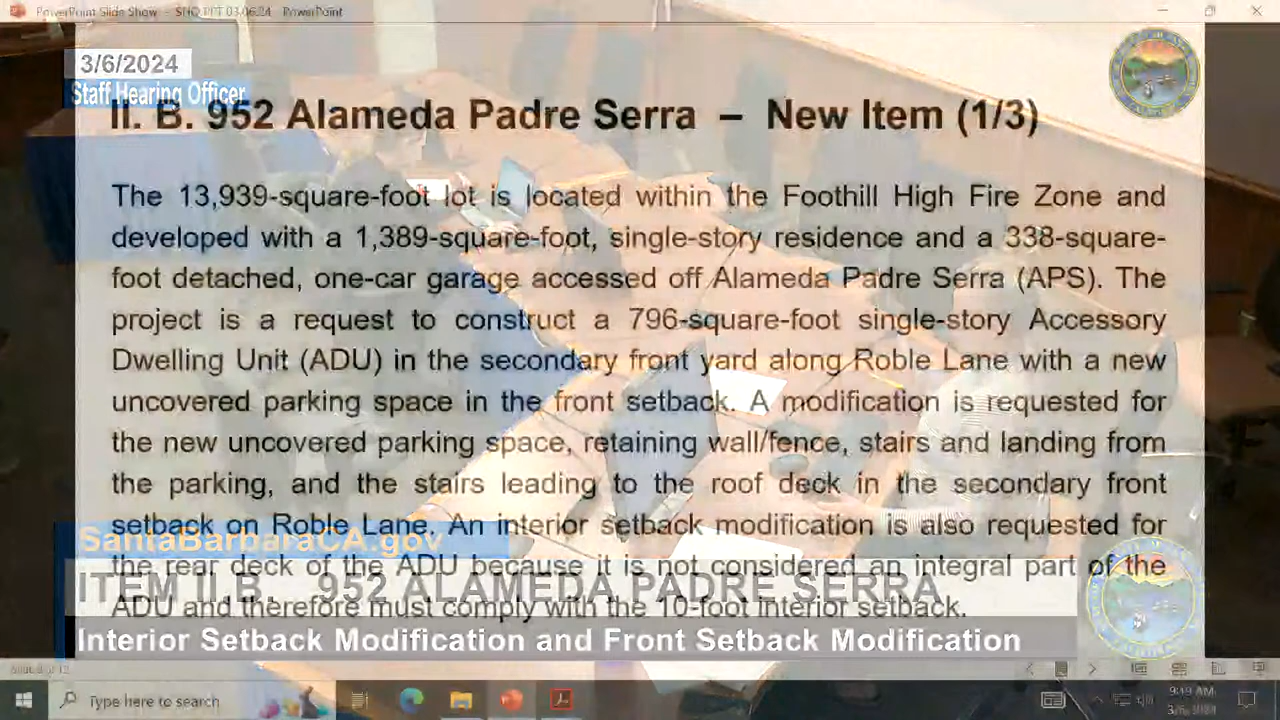 PowerPoint Slide Show - SHO PPT 03.06.24 - PowerPoint
3/6/2024
Staff Hearing Officer
II. B. 952 Alameda Padre Serra – New Item (1/3)
The 13,939-square-foot lot is located within the Foothill High Fire Zone and
developed with a 1,389-square-foot, single-story residence and a 338-square-
foot detached, one-car garage accessed off Alameda Padre Serra (APS). The
project is a request to construct a 796-square-foot single-story Accessory
Dwelling Unit (ADU) in the secondary front yard along Roble Lane with a new
uncovered parking space in the front setback. A modification is requested for
the new uncovered parking space, retaining wall/fence, stairs and landing from
the parking, and the stairs leading to the roof deck in the secondary front
setback on Roble Lane. An interior setback modification is also requested for
the rear deck of the ADU because it is not considered an integral part of the
ADU and therefore must comply with the 10-foot interior setback.
SantaBarbaraCA.gov
ITEM II.B. 952 ALAMEDA PADRE SERRA
Interior Setback Modification and Front Setback Modification
Type here to search
9:19 AM
3/6/2024